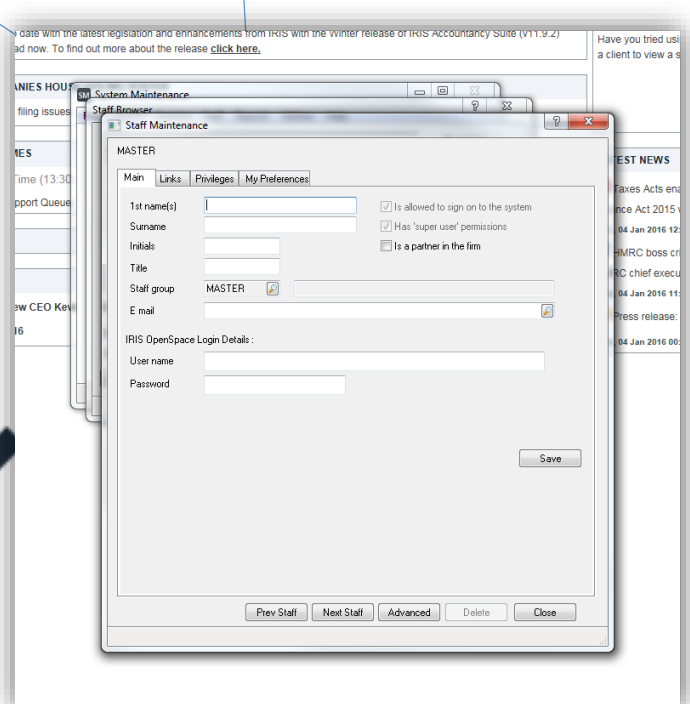 date with the latest legislation and enhancements from IRIS with the Winter release of IRIS Accountancy Suite (v11.9.2)
ad now. To find out more about the release click here.
Have you tried usi
a client to view a s
ANIES HOU
filing issues
System Maintenance
Staff Browser
Staff Maintenance
MASTER
Main Links Privileges My Preferences
1st name(s)
Is allowed to sign on to the system
Surname
Has 'super user' permissions
Initials
Is a partner in the firm
Title
Staff group MASTER
E mail
IRIS OpenSpace Login Details :
User name
Password
Save
Prev Staff Next Staff Advanced Delete Close
MES
Time (13:30
pport Queue
ew CEO Kev
16
EST NEWS
Taxes Acts ena
nce Act 2015
04 Jan 2016 12:
HMRC boss cri
RC chief execu
04 Jan 2016 11:
Press release:
04 Jan 2016 00: